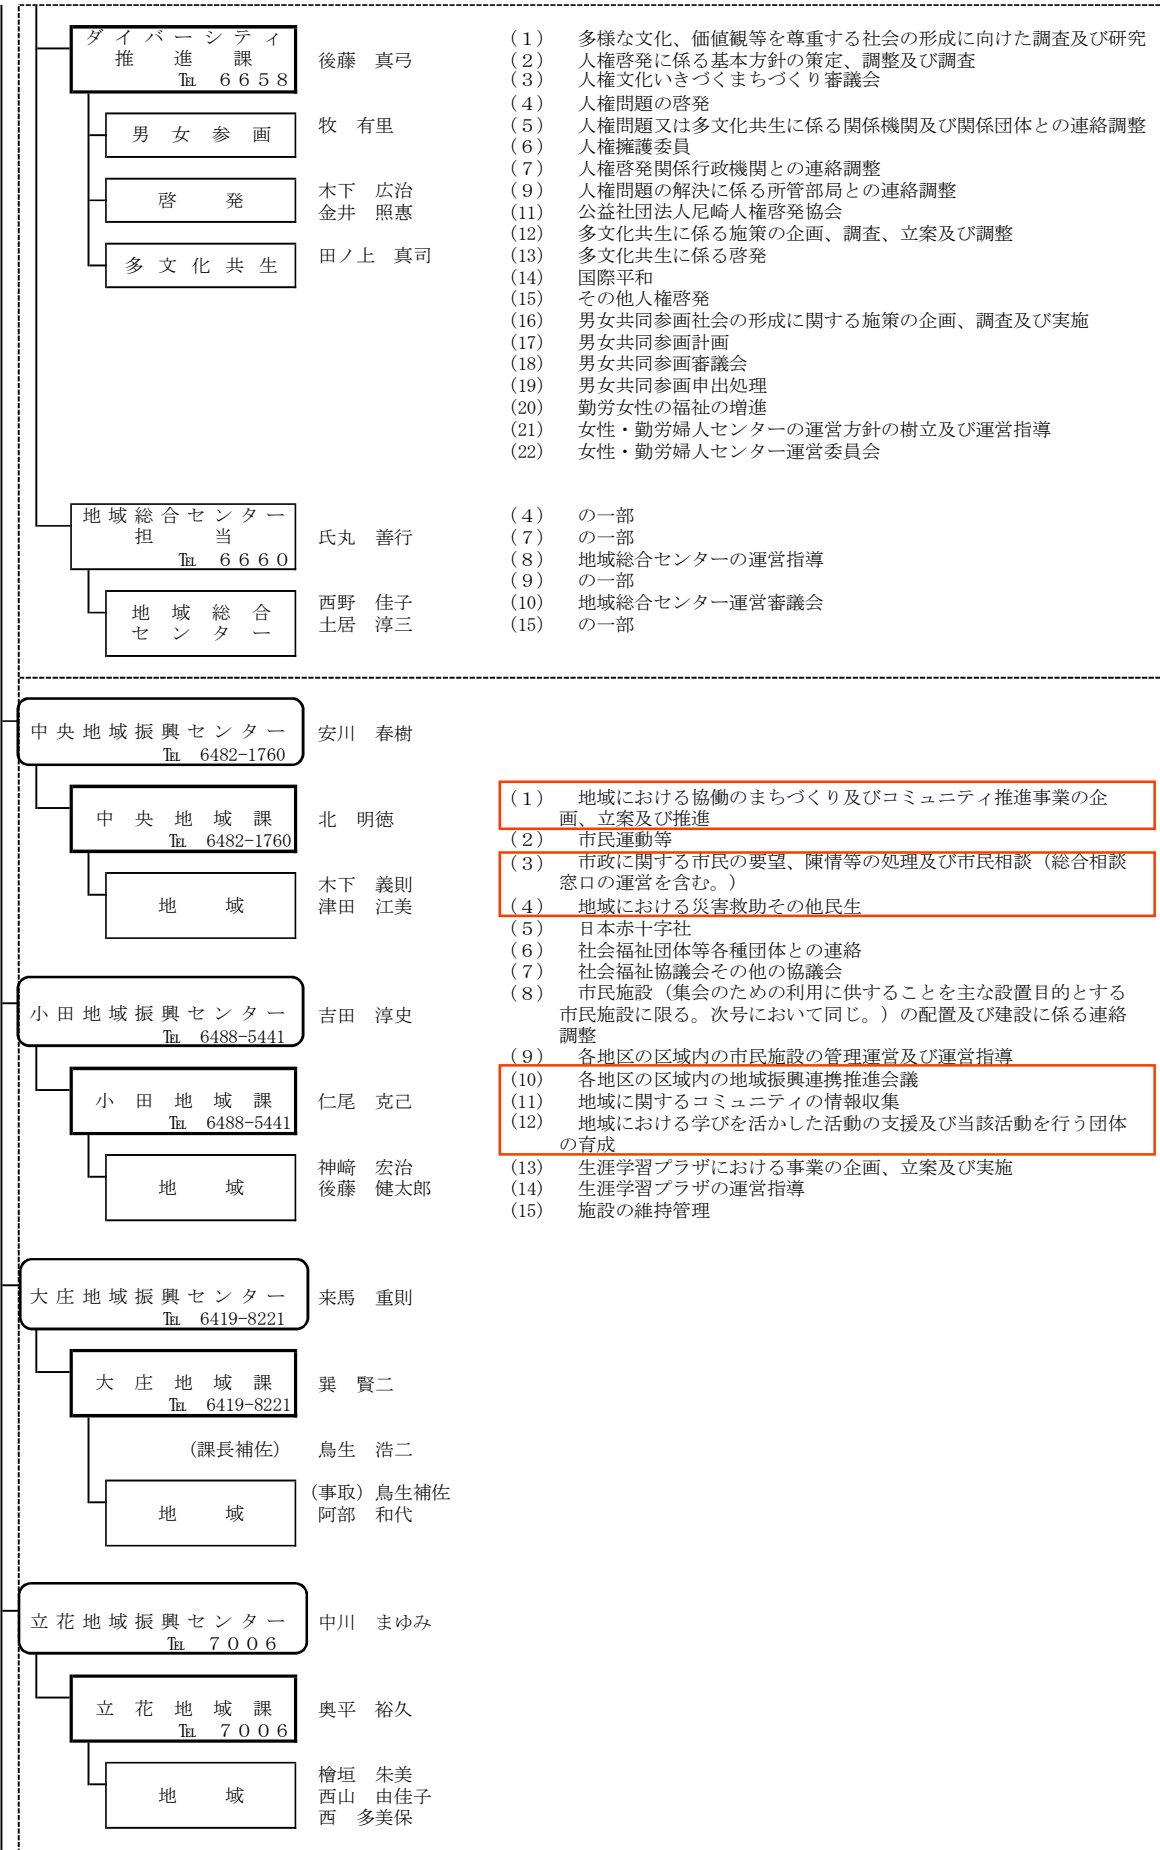 ダイバーシティ
推進課
℡ 6658
後藤 真弓
男女参画
牧 有里
啓発
木下 広治
金井 照惠
多文化共生
田ノ上 真司
(1) 多様な文化、価値観等を尊重する社会の形成に向けた調査及び研究
(2) 人権啓発に係る基本方針の策定、調整及び調査
(3) 人権文化いきづくまちづくり審議会
(4) 人権問題の啓発
(5) 人権問題又は多文化共生に係る関係機関及び関係団体との連絡調整
(6) 人権擁護委員
(7) 人権啓発関係行政機関との連絡調整
(9) 人権問題の解決に係る所管部局との連絡調整
(11) 公益社団法人尼崎人権啓発協会
(12) 多文化共生に係る施策の企画、調査、立案及び調整
(13) 多文化共生に係る啓発
(14) 国際平和
(15) その他人権啓発
(16) 男女共同参画社会の形成に関する施策の企画、調査及び実施
(17) 男女共同参画計画
(18) 男女共同参画審議会
(19) 男女共同参画申出処理
(20) 勤労女性の福祉の増進
(21) 女性・勤労婦人センターの運営方針の樹立及び運営指導
(22) 女性・勤労婦人センター運営委員会
地域総合センター
担当
℡ 6660
氏丸 善行
地域総合
センター
西野 佳子
土居 淳三
(4) の一部
(7) の一部
(8) 地域総合センターの運営指導
(9) の一部
(10) 地域総合センター運営審議会
(15) の一部
中央地域振興センター
℡ 6482-1760
安川 春樹
中央地域課
℡ 6482-1760
北 明徳
地域
木下 義則
津田 江美
(1) 地域における協働のまちづくり及びコミュニティ推進事業の企
画、立案及び推進
(2) 市民運動等
(3) 市政に関する市民の要望、陳情等の処理及び市民相談（総合相談
窓口の運営を含む。）
(4) 地域における災害救助その他民生
(5) 日本赤十字社
(6) 社会福祉団体等各種団体との連絡
(7) 社会福祉協議会その他の協議会
(8) 市民施設（集会のための利用に供することを主な設置目的とする
市民施設に限る。次号において同じ。）の配置及び建設に係る連絡
調整
(9) 各地区の区域内の市民施設の管理運営及び運営指導
(10) 各地区の区域内の地域振興連携推進会議
(11) 地域に関するコミュニティの情報収集
(12) 地域における学びを活かした活動の支援及び当該活動を行う団体
の育成
(13) 生涯学習プラザにおける事業の企画、立案及び実施
(14) 生涯学習プラザの運営指導
(15) 施設の維持管理
小田地域振興センター
℡ 6488-5441
吉田 淳史
小田地域課
℡ 6488-5441
仁尾 克己
地域
神﨑 宏治
後藤 健太郎
大庄地域振興センター
℡ 6419-8221
来馬 重則
大庄地域課
℡ 6419-8221
巽 賢二
(課長補佐) 鳥生 浩二
地域
(事取) 鳥生補佐
阿部 和代
立花地域振興センター
℡ 7006
中川 まゆみ
立花地域課
℡ 7006
奥平 裕久
地域
檜垣 朱美
西山 由佳子
西 多美保